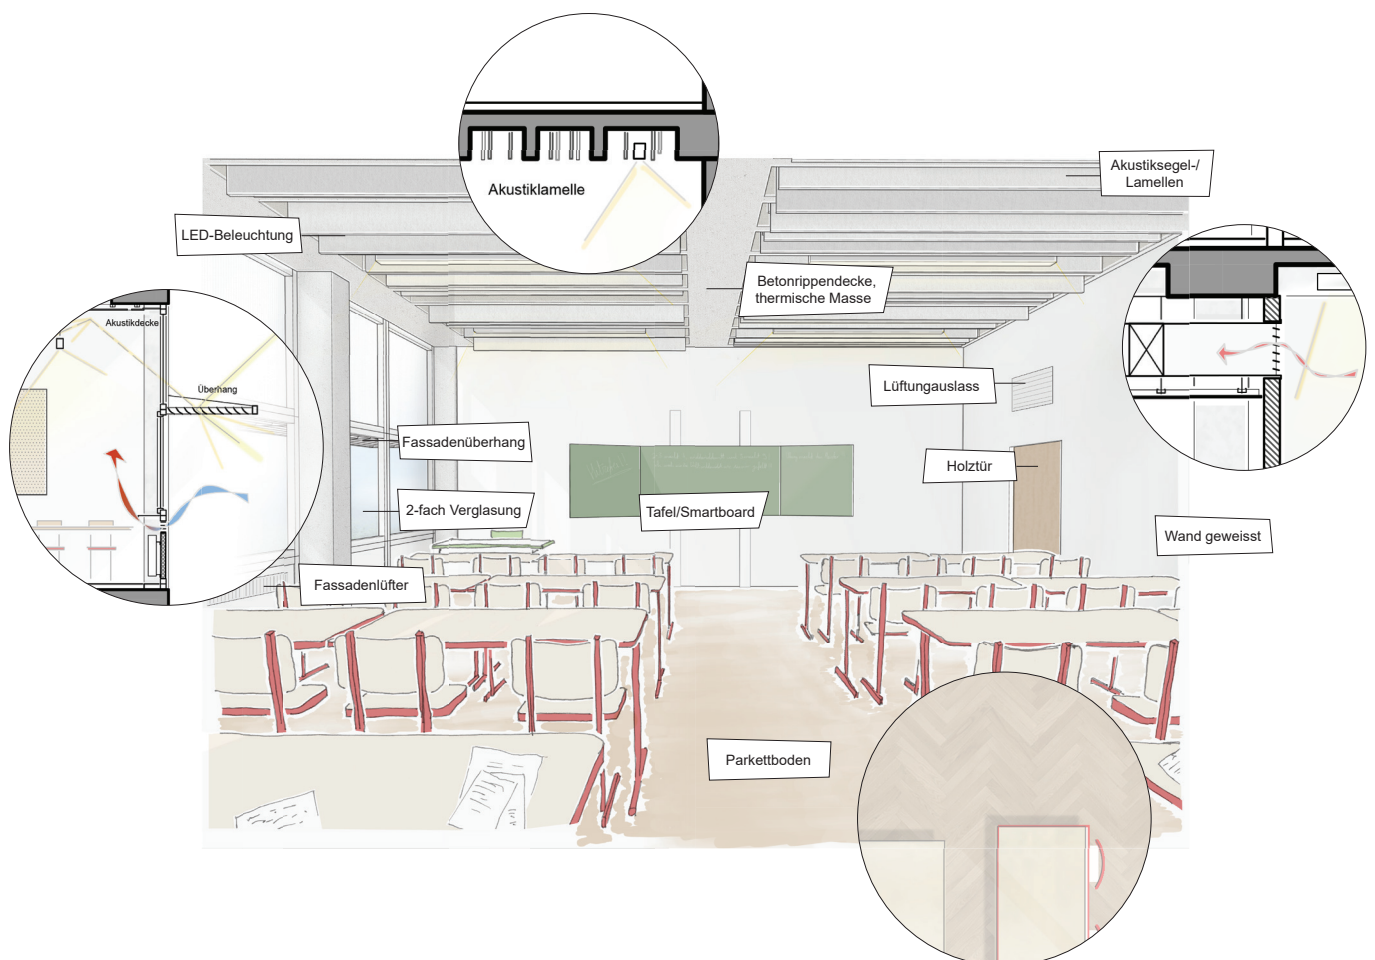 Akustiklamelle
Akustiksegel-/
Lamellen
LED-Beleuchtung
Betonrippendecke,
thermische Masse
Akustikdecke
Überhang
Lüftungauslass
Fassadenüberhang
Holztür
2-fach Verglasung
Tafel/Smartboard
Wand geweisst
Fassadenlüfter
Parkettboden